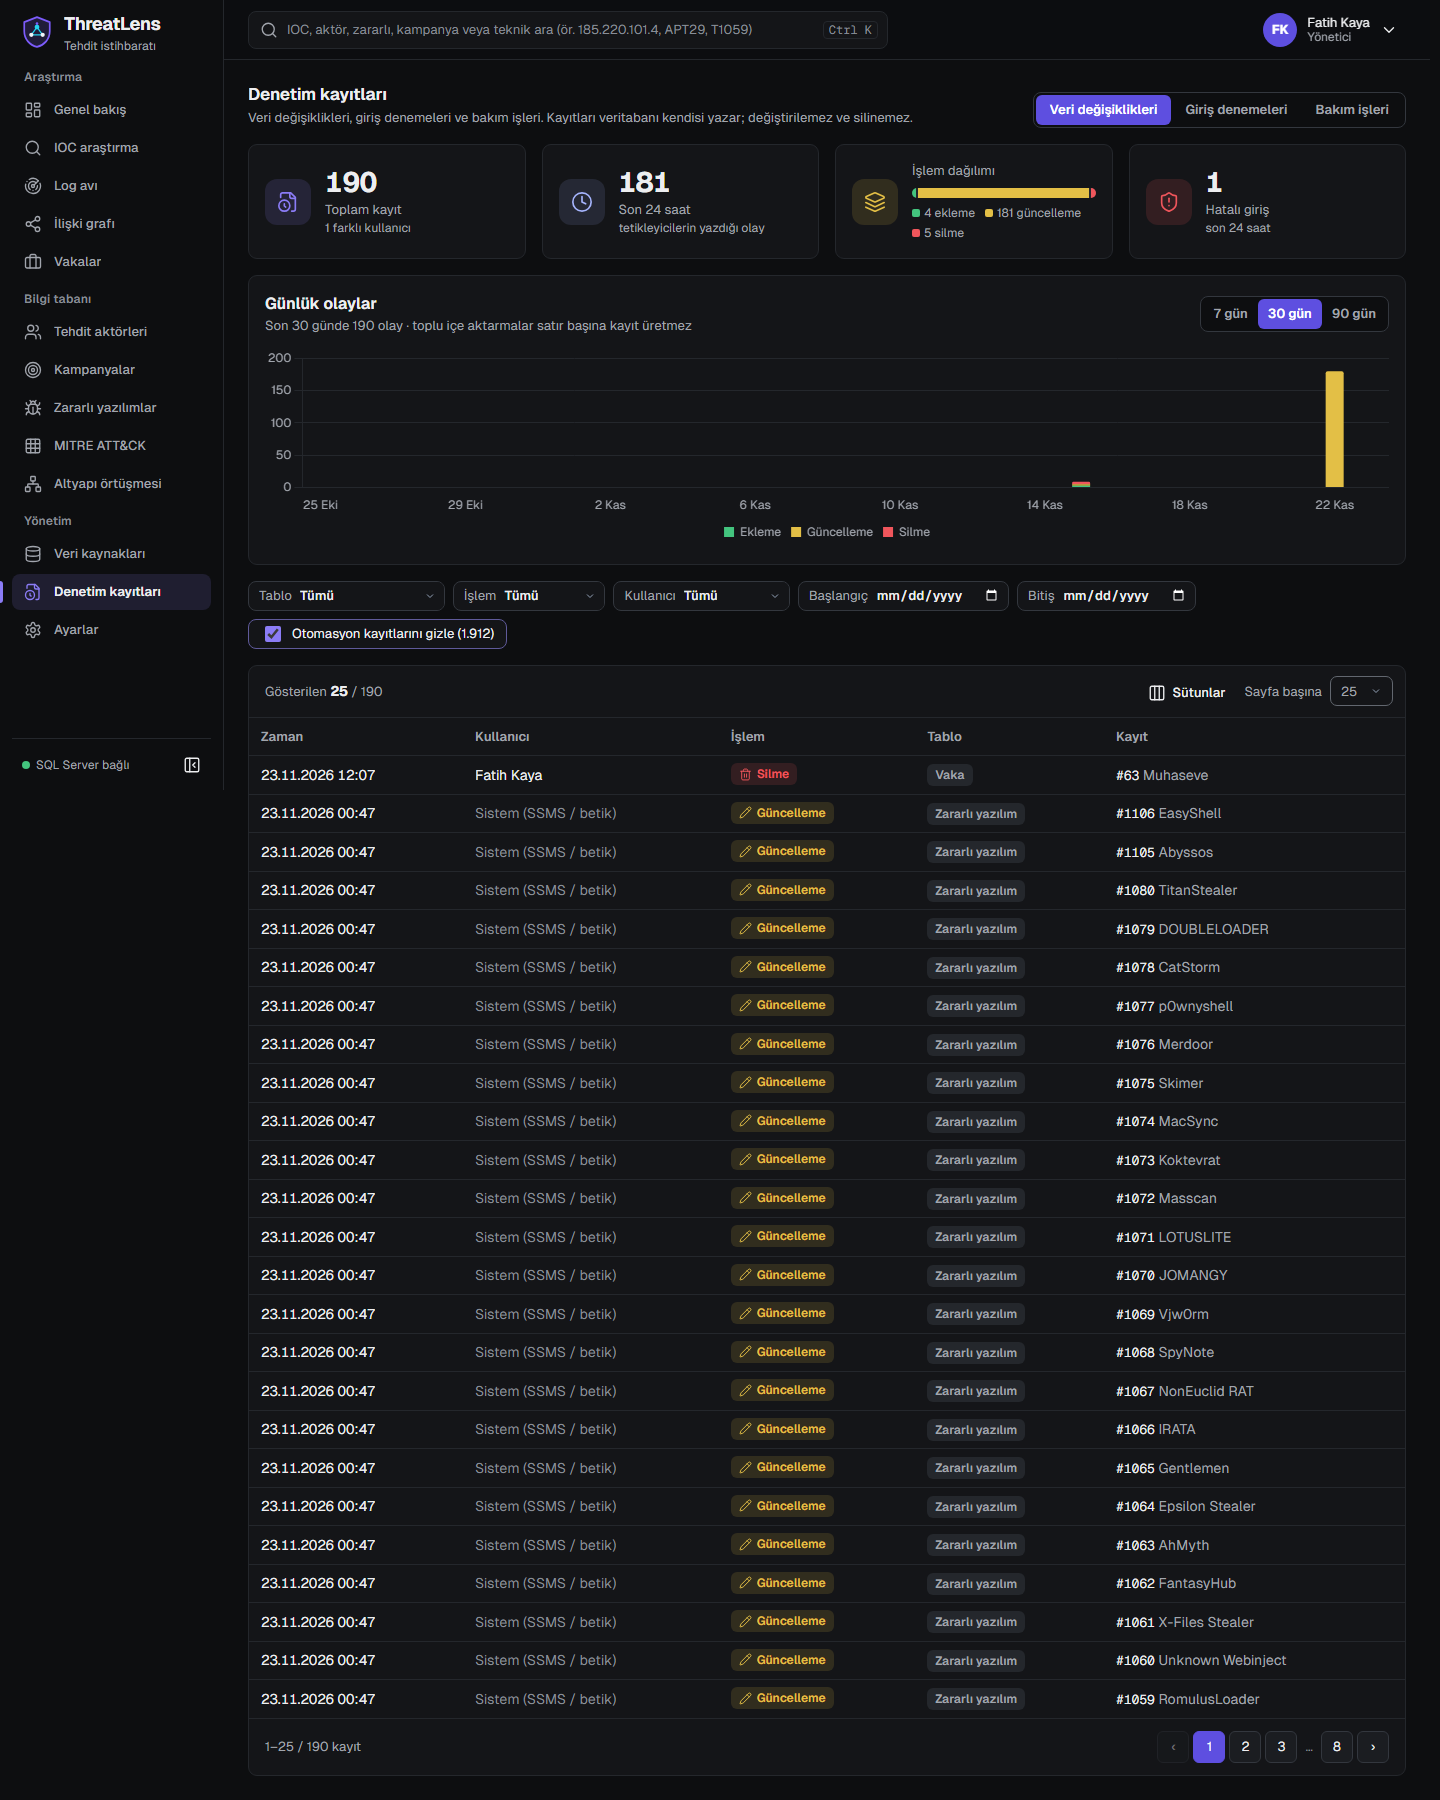 ThreatLens
Tehdit istihbaratı
Araştırma
Genel bakış
IOC araştırma
Log avı
İlişki grafı
Vakalar
Bilgi tabanı
Tehdit aktörleri
Kampanyalar
Zararlı yazılımlar
MITRE ATT&CK
Altyapı örtüşmesi
Yönetim
Veri kaynakları
Denetim kayıtları
Ayarlar
SQL Server bağlı
IOC, aktör, zararlı, kampanya veya teknik ara (ör. 185.220.101.4, APT29, T1059)
Ctrl K
FK
Fatih Kaya
Yönetici
Denetim kayıtları
Veri değişiklikleri, giriş denemeleri ve bakım işleri. Kayıtları veritabanı kendisi yazar; değiştirilemez ve silinemez.
Veri değişiklikleri Giriş denemeleri Bakım işleri
190
Toplam kayıt
1 farklı kullanıcı
181
Son 24 saat
tetikleyicilerin yazdığı olay
İşlem dağılımı
4 ekleme 181 güncelleme
5 silme
1
Hatalı giriş
son 24 saat
Günlük olaylar
Son 30 günde 190 olay · toplu içe aktarmalar satır başına kayıt üretmez
7 gün 30 gün 90 gün
200
150
100
50
0
25 Eki 29 Eki 2 Kas 6 Kas 10 Kas 14 Kas 18 Kas 22 Kas
Ekleme Güncelleme Silme
Tablo Tümü
İşlem Tümü
Kullanıcı Tümü
Başlangıç mm/dd/yyyy
Bitiş mm/dd/yyyy
Otomasyon kayıtlarını gizle (1.912)
Gösterilen 25 / 190
Sütunlar
Sayfa başına 25
Zaman Kullanıcı İşlem Tablo Kayıt
23.11.2026 12:07 Fatih Kaya Silme Vaka #63 Muhaseve
23.11.2026 00:47 Sistem (SSMS / betik) Güncelleme Zararlı yazılım #1106 EasyShell
23.11.2026 00:47 Sistem (SSMS / betik) Güncelleme Zararlı yazılım #1105 Abyssos
23.11.2026 00:47 Sistem (SSMS / betik) Güncelleme Zararlı yazılım #1080 TitanStealer
23.11.2026 00:47 Sistem (SSMS / betik) Güncelleme Zararlı yazılım #1079 DOUBLELOADER
23.11.2026 00:47 Sistem (SSMS / betik) Güncelleme Zararlı yazılım #1078 CatStorm
23.11.2026 00:47 Sistem (SSMS / betik) Güncelleme Zararlı yazılım #1077 p0wnyshell
23.11.2026 00:47 Sistem (SSMS / betik) Güncelleme Zararlı yazılım #1076 Merdoor
23.11.2026 00:47 Sistem (SSMS / betik) Güncelleme Zararlı yazılım #1075 Skimer
23.11.2026 00:47 Sistem (SSMS / betik) Güncelleme Zararlı yazılım #1074 MacSync
23.11.2026 00:47 Sistem (SSMS / betik) Güncelleme Zararlı yazılım #1073 Koktevrat
23.11.2026 00:47 Sistem (SSMS / betik) Güncelleme Zararlı yazılım #1072 Masscan
23.11.2026 00:47 Sistem (SSMS / betik) Güncelleme Zararlı yazılım #1071 LOTUSLITE
23.11.2026 00:47 Sistem (SSMS / betik) Güncelleme Zararlı yazılım #1070 JOMANGY
23.11.2026 00:47 Sistem (SSMS / betik) Güncelleme Zararlı yazılım #1069 Vjw0rm
23.11.2026 00:47 Sistem (SSMS / betik) Güncelleme Zararlı yazılım #1068 SpyNote
23.11.2026 00:47 Sistem (SSMS / betik) Güncelleme Zararlı yazılım #1067 NonEuclid RAT
23.11.2026 00:47 Sistem (SSMS / betik) Güncelleme Zararlı yazılım #1066 IRATA
23.11.2026 00:47 Sistem (SSMS / betik) Güncelleme Zararlı yazılım #1065 Gentlemen
23.11.2026 00:47 Sistem (SSMS / betik) Güncelleme Zararlı yazılım #1064 Epsilon Stealer
23.11.2026 00:47 Sistem (SSMS / betik) Güncelleme Zararlı yazılım #1063 AhMyth
23.11.2026 00:47 Sistem (SSMS / betik) Güncelleme Zararlı yazılım #1062 FantasyHub
23.11.2026 00:47 Sistem (SSMS / betik) Güncelleme Zararlı yazılım #1061 X-Files Stealer
23.11.2026 00:47 Sistem (SSMS / betik) Güncelleme Zararlı yazılım #1060 Unknown Webinject
23.11.2026 00:47 Sistem (SSMS / betik) Güncelleme Zararlı yazılım #1059 RomulusLoader
1–25 / 190 kayıt
‹ 1 2 3 … 8 ›